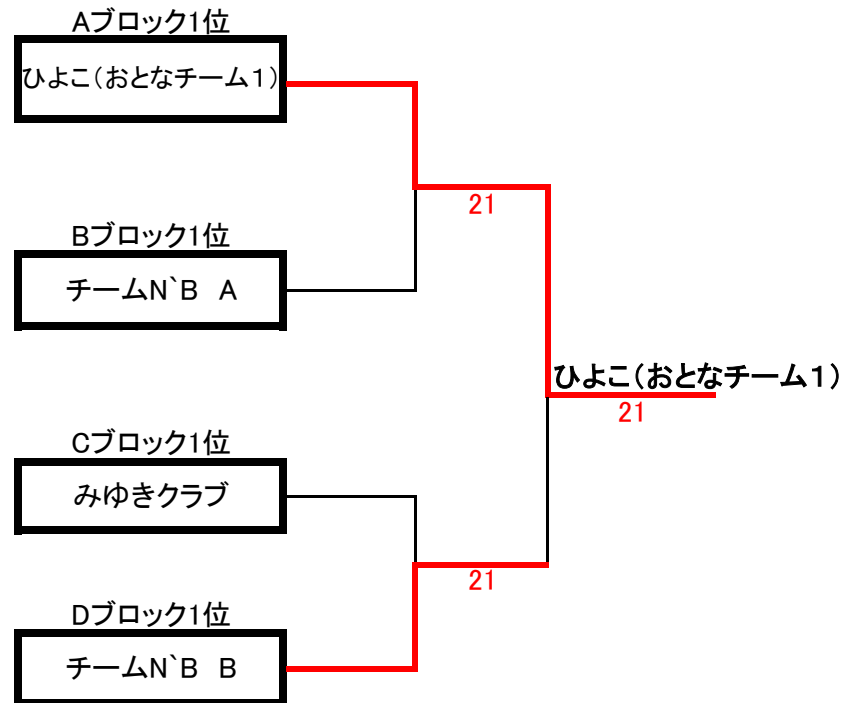 Aブロック1位
ひよこ（おとなチーム１）
21
Bブロック1位
チームN`B　A
ひよこ（おとなチーム１）
21
Cブロック1位
みゆきクラブ
21
Dブロック1位
チームN`B　B